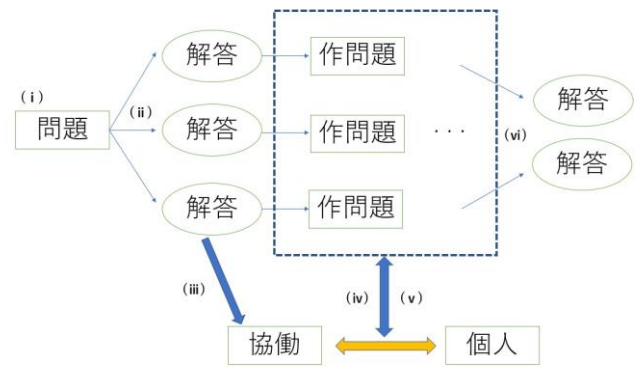 解答
作問題
(i)
(ii)
問題
解答
作問題
・・・
(vi)
解答
解答
解答
作問題
(iii)
(iv)
(v)
協働
個人